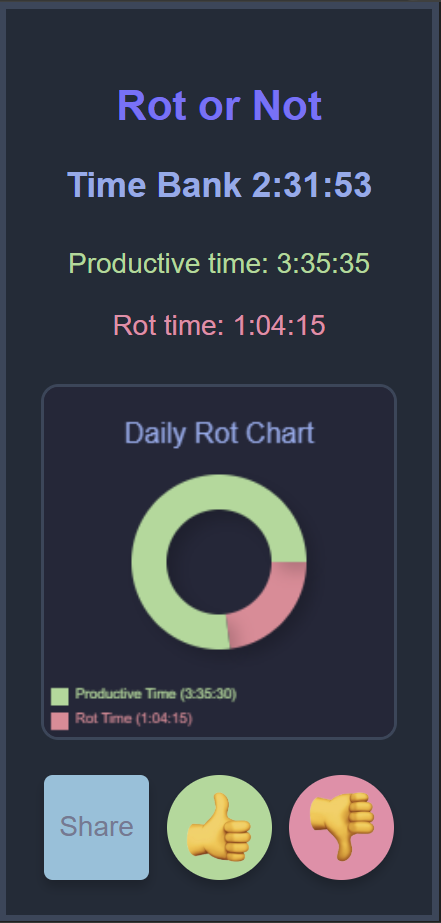 Rot or Not
Time Bank 2:31:53
Productive time: 3:35:35
Rot time: 1:04:15
Daily Rot Chart
Productive Time (3:35:30)
Rot Time (1:04:15)
Share